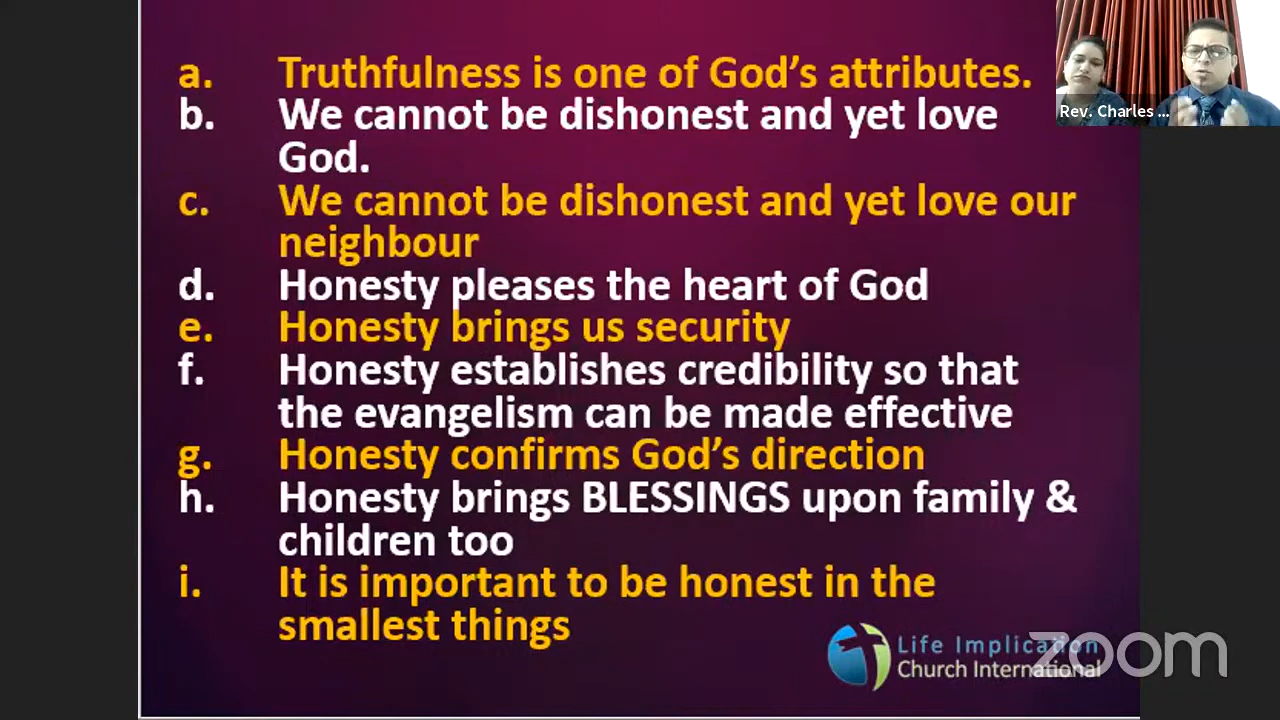 a. Truthfulness is one of God's attributes.
b. We cannot be dishonest and yet love
God.
c. We cannot be dishonest and yet love our
neighbour
d. Honesty pleases the heart of God
e. Honesty brings us security
f. Honesty establishes credibility so that
the evangelism can be made effective
g. Honesty confirms God's direction
h. Honesty brings BLESSINGS upon family &
children too
i. It is important to be honest in the
smallest things
Rev. Charles ...
Life Implication
Church International
zoom